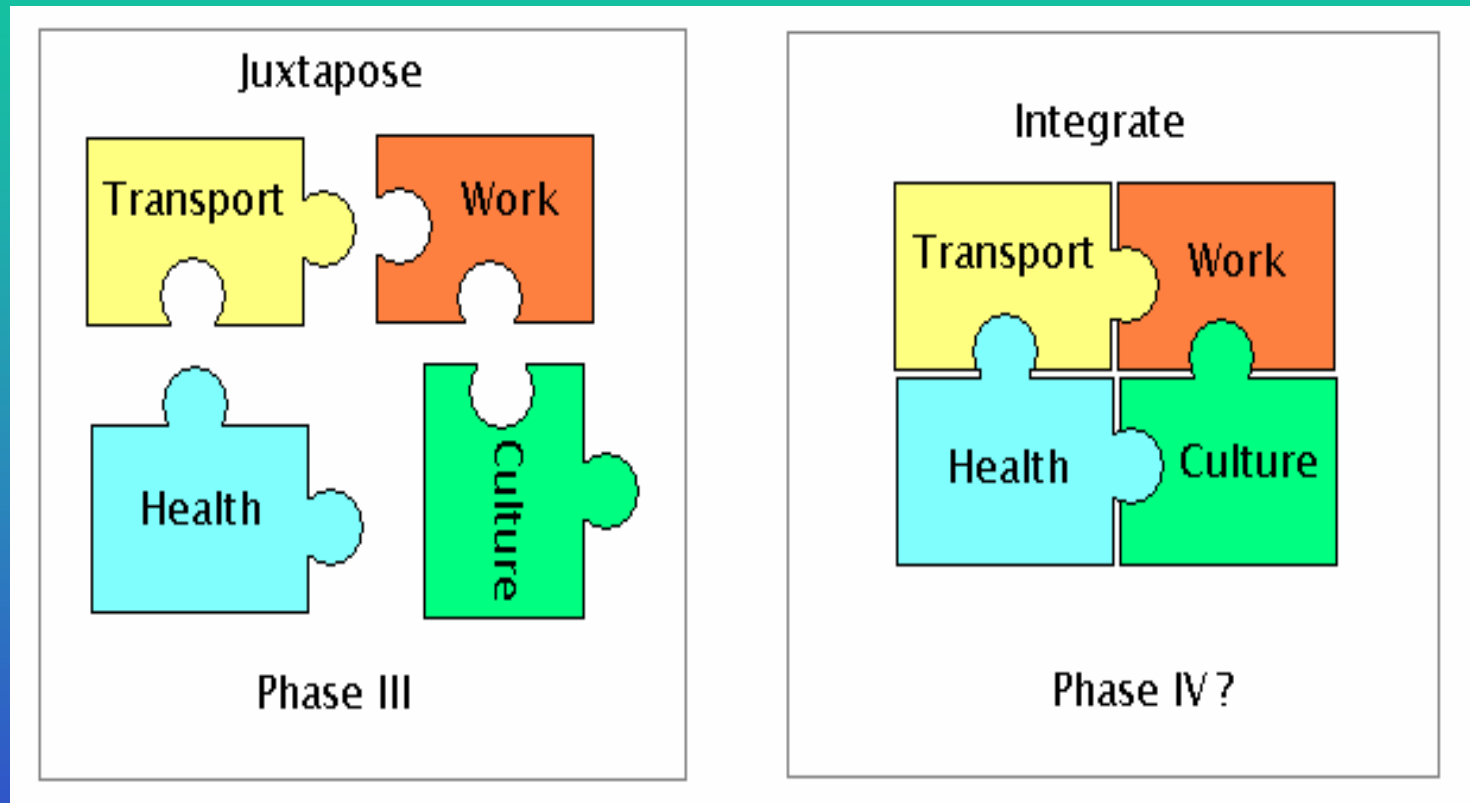 Juxtapose
Transport
Work
Health
Culture
Phase III
Integrate
Transport
Work
Health
Culture
Phase IV ?